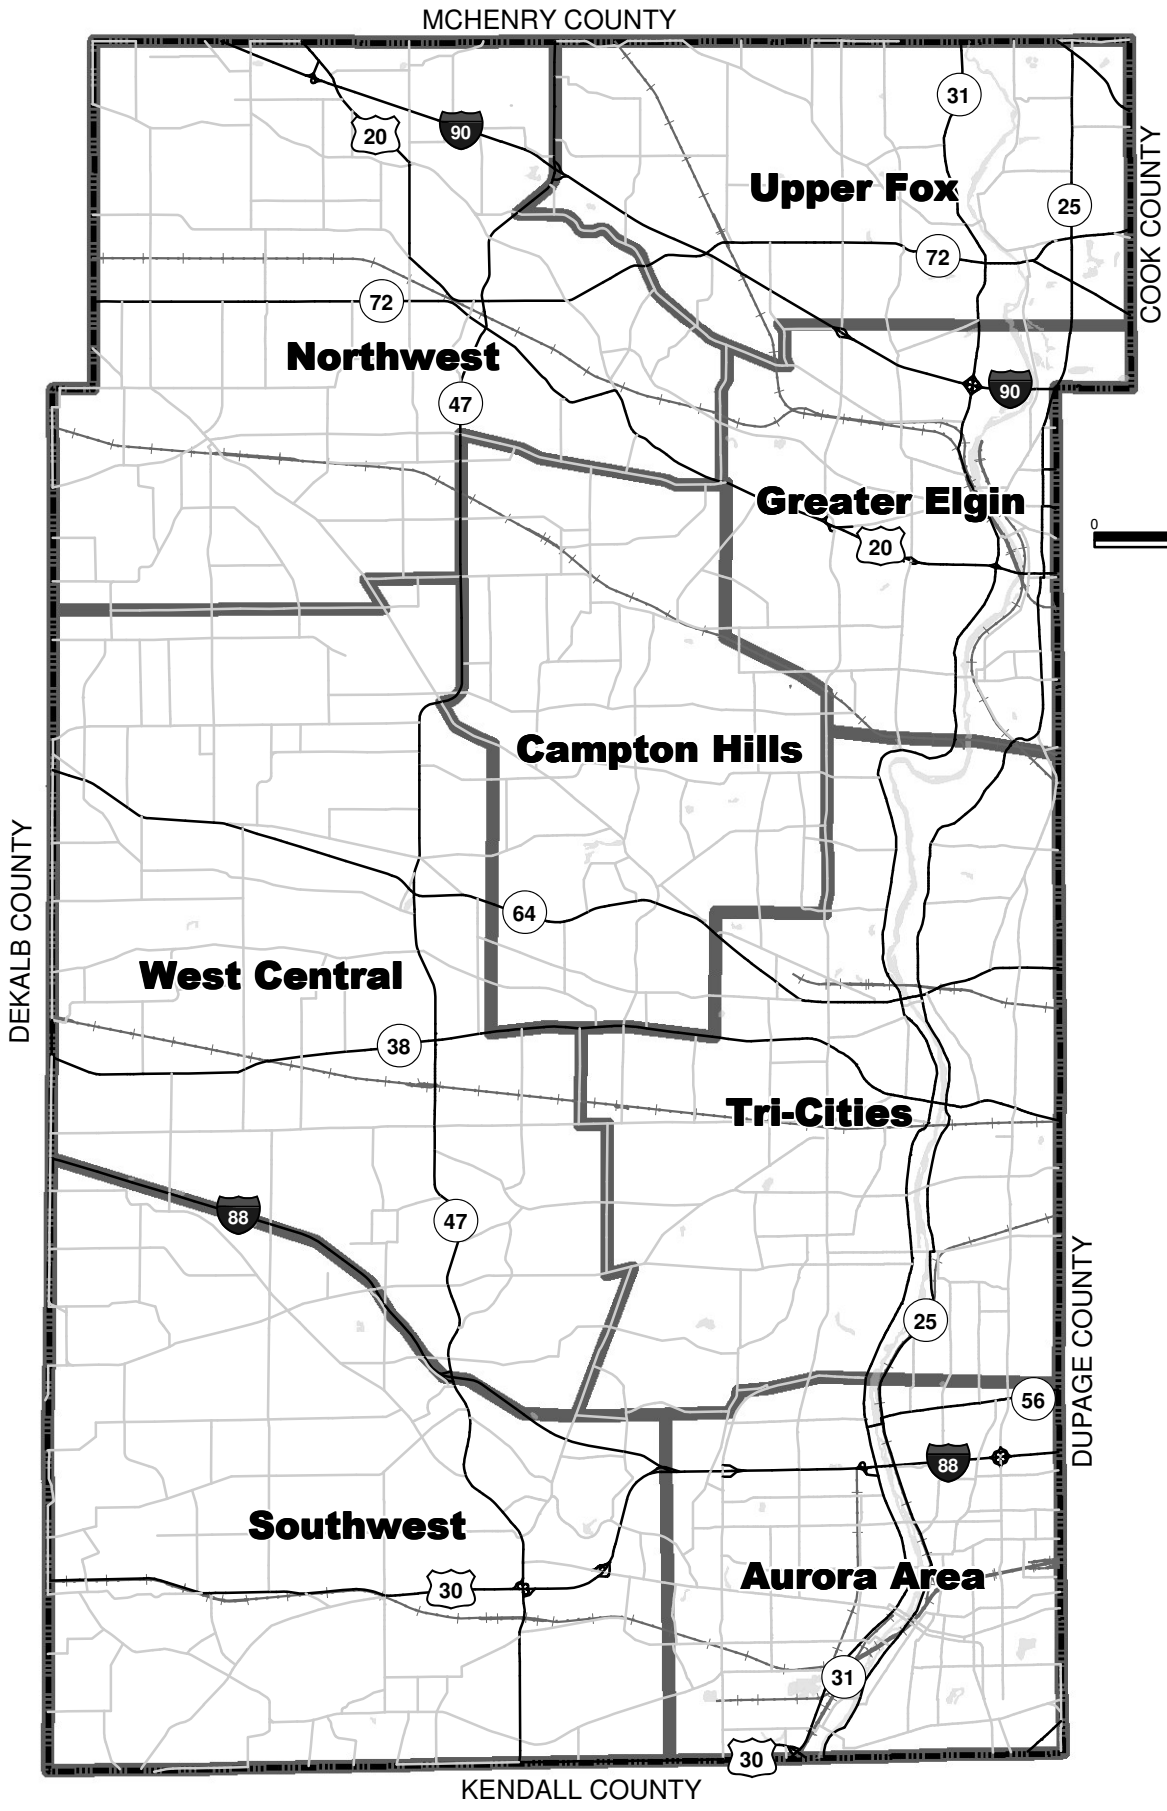 MCHENRY COUNTY
31
20
90
COOK COUNTY
Upper Fox
25
72
72
Northwest
90
47
Greater Elgin
0
20
Campton Hills
DEKALB COUNTY
64
West Central
38
Tri-Cities
88
47
25
DUPAGE COUNTY
56
88
Southwest
Aurora Area
30
31
30
KENDALL COUNTY